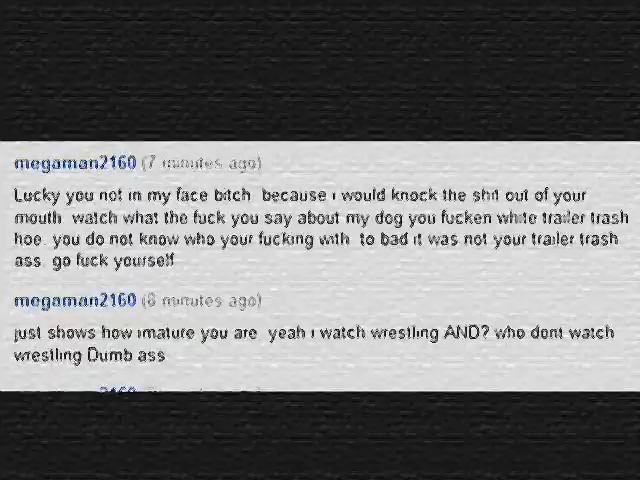 megaman2160 (7 minutes ago)
Lucky you not in my face bitch because i would knock the shit out of your
mouth watch what the fuck you say about my dog you fucken white trailer trash
hoe. you do not know who your fucking with to bad it was not your trailer trash
ass. go fuck yourself
megaman2160 (8 minutes ago)
just shows how imature you are yeah i watch wrestling AND? who dont watch
wrestling Dumb ass